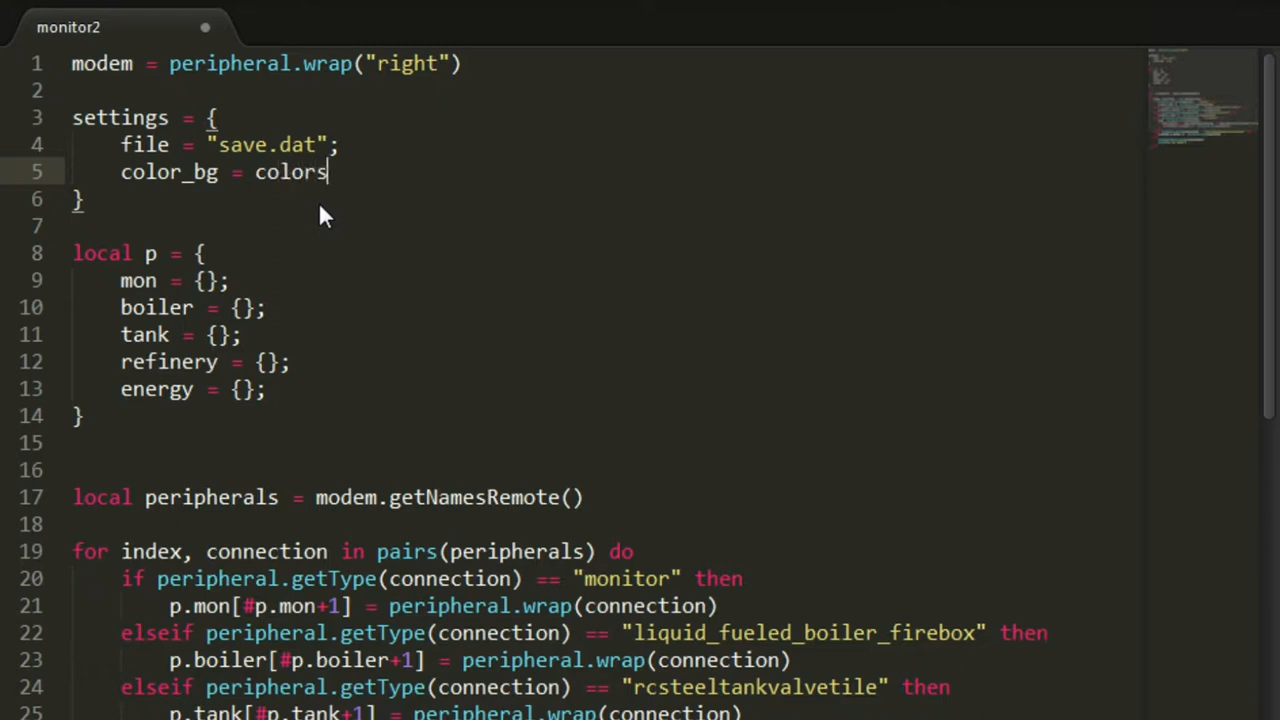 monitor2
1 modem = peripheral.wrap("right")
2
3 settings = {
4 file = "save.dat";
5 color_bg = colors
6 }
7
8 local p = {
9 mon = {};
10 boiler = {};
11 tank = {};
12 refinery = {};
13 energy = {};
14 }
15
16
17 local peripherals = modem.getNamesRemote()
18
19 for index, connection in pairs(peripherals) do
20 if peripheral.getType(connection) == "monitor" then
21 p.mon[#p.mon+1] = peripheral.wrap(connection)
22 elseif peripheral.getType(connection) == "liquid_fueled_boiler_firebox" then
23 p.boiler[#p.boiler+1] = peripheral.wrap(connection)
24 elseif peripheral.getType(connection) == "rcsteeltankvalvetile" then
25 p.tank[#p.tank+1] = peripheral.wrap(connection)